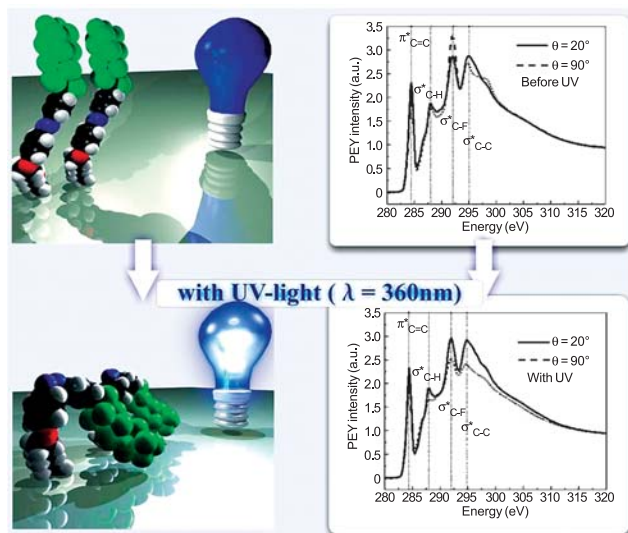 PEY intensity (a.u.)
3.5
3.0
2.5
2.0
1.5
1.0
0.5
0
π*C=C
σ*C-H
σ*C-F
σ*C-C
θ = 20°
θ = 90°
Before UV
280 285 290 295 300 305 310 315 320
Energy (eV)
with UV-light ( λ = 360nm)
PEY intensity (a.u.)
3.5
3.0
2.5
2.0
1.5
1.0
0.5
0
π*C=C
σ*C-H
σ*C-F
σ*C-C
θ = 20°
θ = 90°
With UV
280 285 290 295 300 305 310 315 320
Energy (eV)